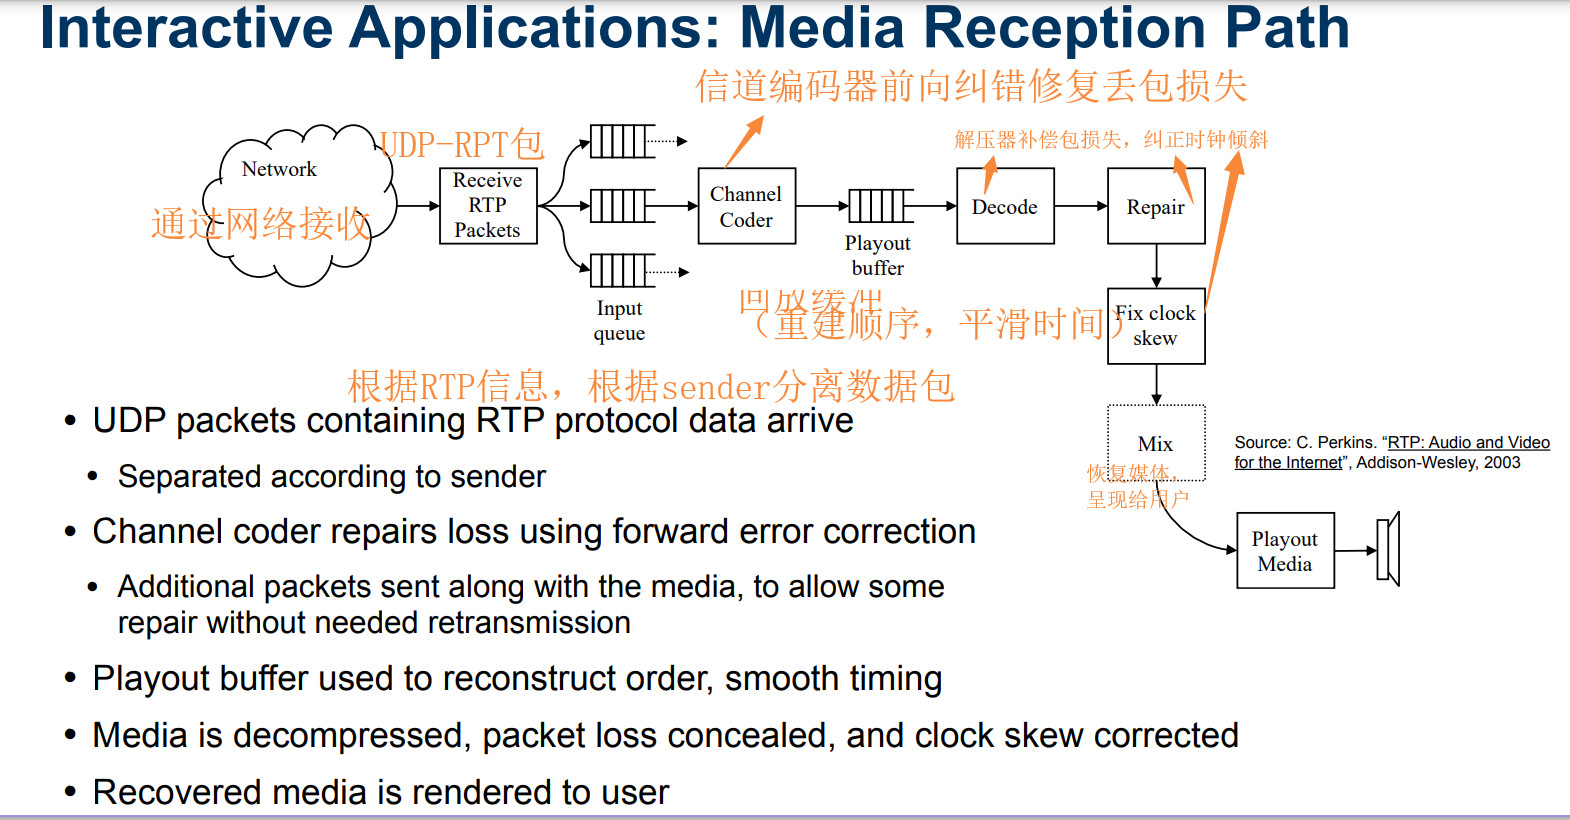 Interactive Applications: Media Reception Path
信道编码器前向纠错修复丢包损失
UDP-RPT包
解压器补偿包损失，纠正时钟倾斜
Network
通过网络接收
Receive
RTP
Packets
Input
queue
Channel
Coder
Playout
buffer
回放缓冲
（重建顺序，平滑时间）
Decode
Repair
Fix clock
skew
Mix
恢复媒体，
呈现给用户
Playout
Media
Source: C. Perkins. “RTP: Audio and Video
for the Internet”, Addison-Wesley, 2003
根据RTP信息，根据sender分离数据包
• UDP packets containing RTP protocol data arrive
• Separated according to sender
• Channel coder repairs loss using forward error correction
• Additional packets sent along with the media, to allow some
repair without needed retransmission
• Playout buffer used to reconstruct order, smooth timing
• Media is decompressed, packet loss concealed, and clock skew corrected
• Recovered media is rendered to user